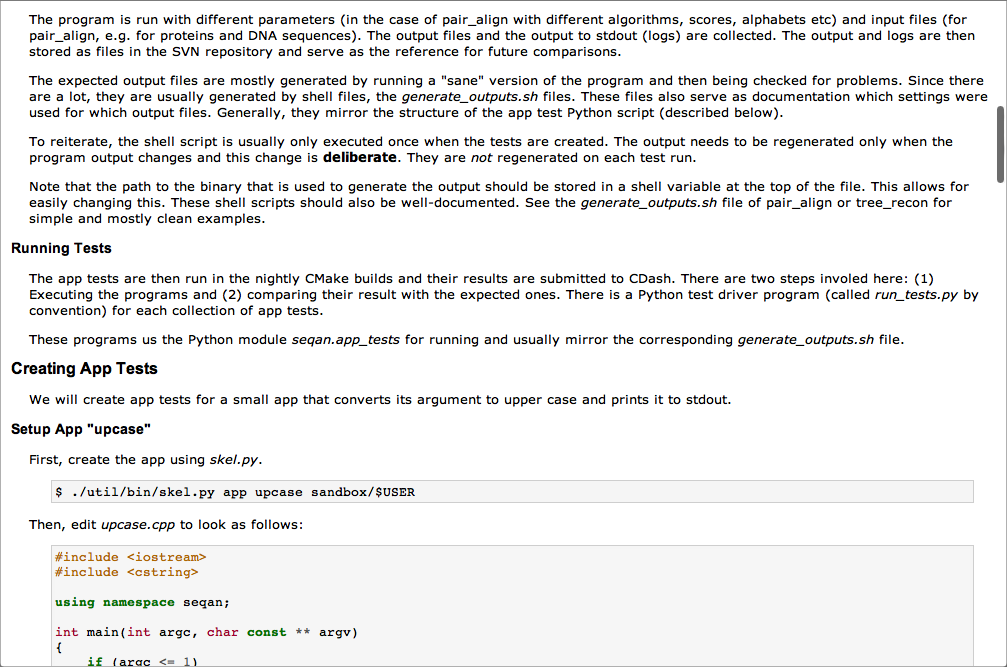 The program is run with different parameters (in the case of pair_align with different algorithms, scores, alphabets etc) and input files (for
pair_align, e.g. for proteins and DNA sequences). The output files and the output to stdout (logs) are collected. The output and logs are then
stored as files in the SVN repository and serve as the reference for future comparisons.
The expected output files are mostly generated by running a "sane" version of the program and then being checked for problems. Since there
are a lot, they are usually generated by shell files, the generate_outputs.sh files. These files also serve as documentation which settings were
used for which output files. Generally, they mirror the structure of the app test Python script (described below).
To reiterate, the shell script is usually only executed once when the tests are created. The output needs to be regenerated only when the
program output changes and this change is deliberate. They are not regenerated on each test run.
Note that the path to the binary that is used to generate the output should be stored in a shell variable at the top of the file. This allows for
easily changing this. These shell scripts should also be well-documented. See the generate_outputs.sh file of pair_align or tree_recon for
simple and mostly clean examples.
Running Tests
The app tests are then run in the nightly CMake builds and their results are submitted to CDash. There are two steps involed here: (1)
Executing the programs and (2) comparing their result with the expected ones. There is a Python test driver program (called run_tests.py by
convention) for each collection of app tests.
These programs us the Python module seqan.app_tests for running and usually mirror the corresponding generate_outputs.sh file.
Creating App Tests
We will create app tests for a small app that converts its argument to upper case and prints it to stdout.
Setup App "upcase"
First, create the app using skel.py.
$ ./util/bin/skel.py app upcase sandbox/$USER
Then, edit upcase.cpp to look as follows:
#include <iostream>
#include <cstring>
using namespace seqan;
int main(int argc, char const ** argv)
{
if (argc <= 1)